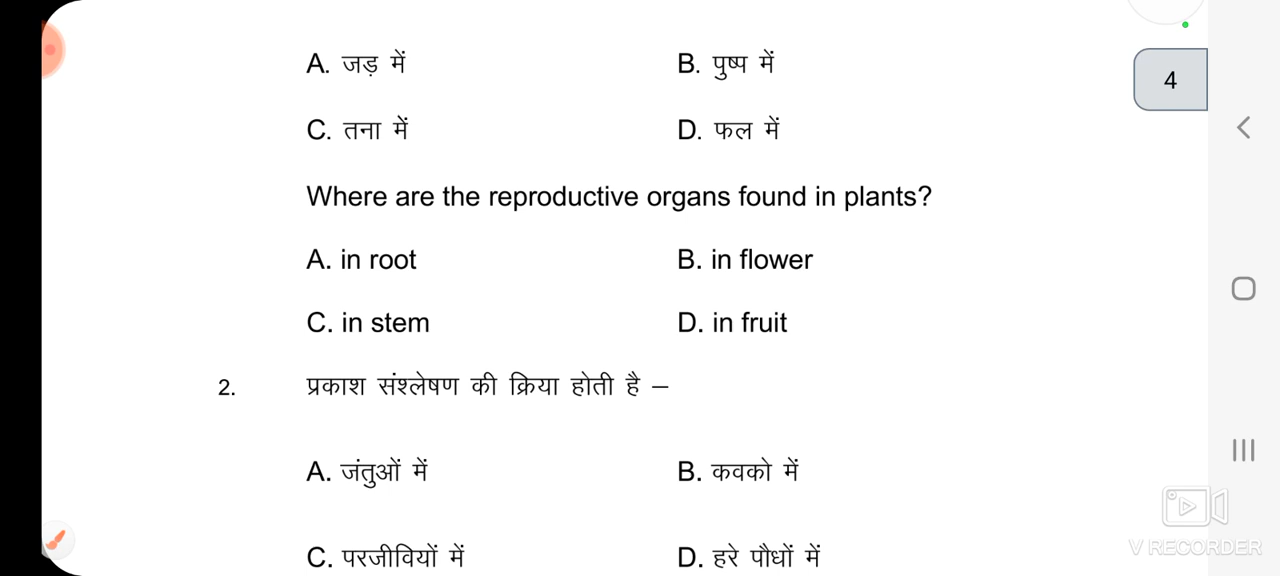 A. जड़ में B. पुष्प में
4
C. तना में D. फल में
Where are the reproductive organs found in plants?
A. in root B. in flower
C. in stem D. in fruit
2. प्रकाश संश्लेषण की क्रिया होती है –
A. जंतुओं में B. कवको में
C. परजीवियों में D. हरे पौधों में
V RECORDER